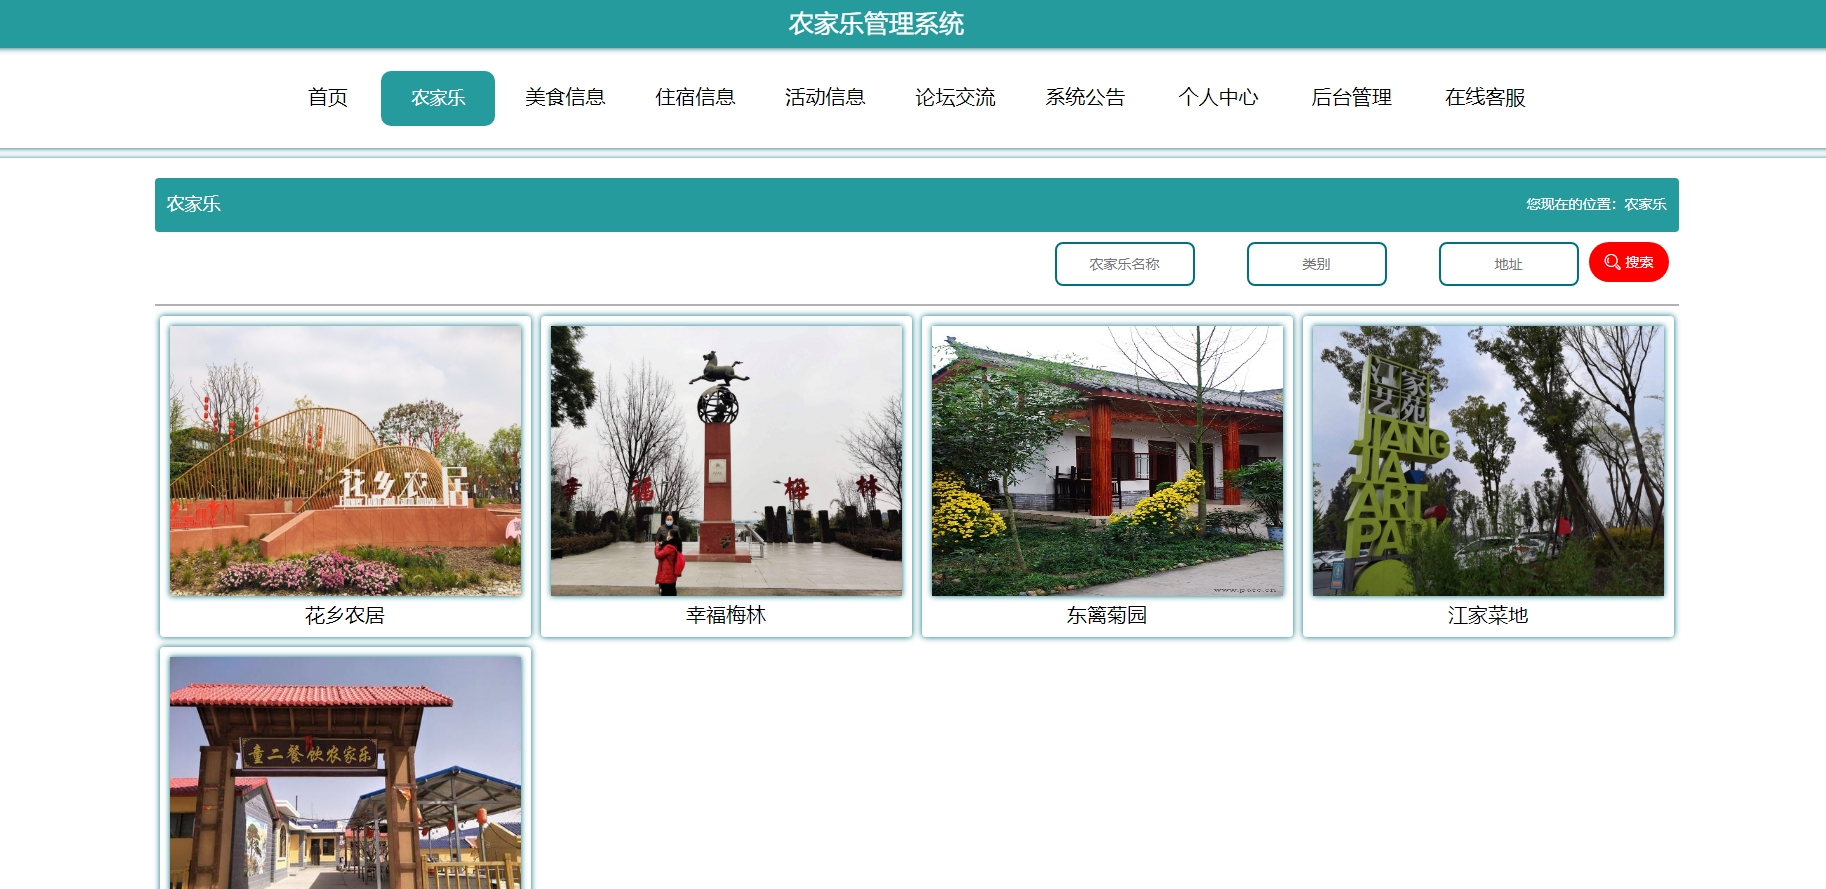 农家乐管理系统
首页 农家乐 美食信息 住宿信息 活动信息 论坛交流 系统公告 个人中心 后台管理 在线客服
农家乐 您现在的位置：农家乐
农家乐名称 类别 地址 搜索
花乡农居
幸福梅林
江家艺苑
JIANG
JIA
ART
PA
花乡农居 幸福梅林 东篱菊园 江家菜地
童二餐饮农家乐